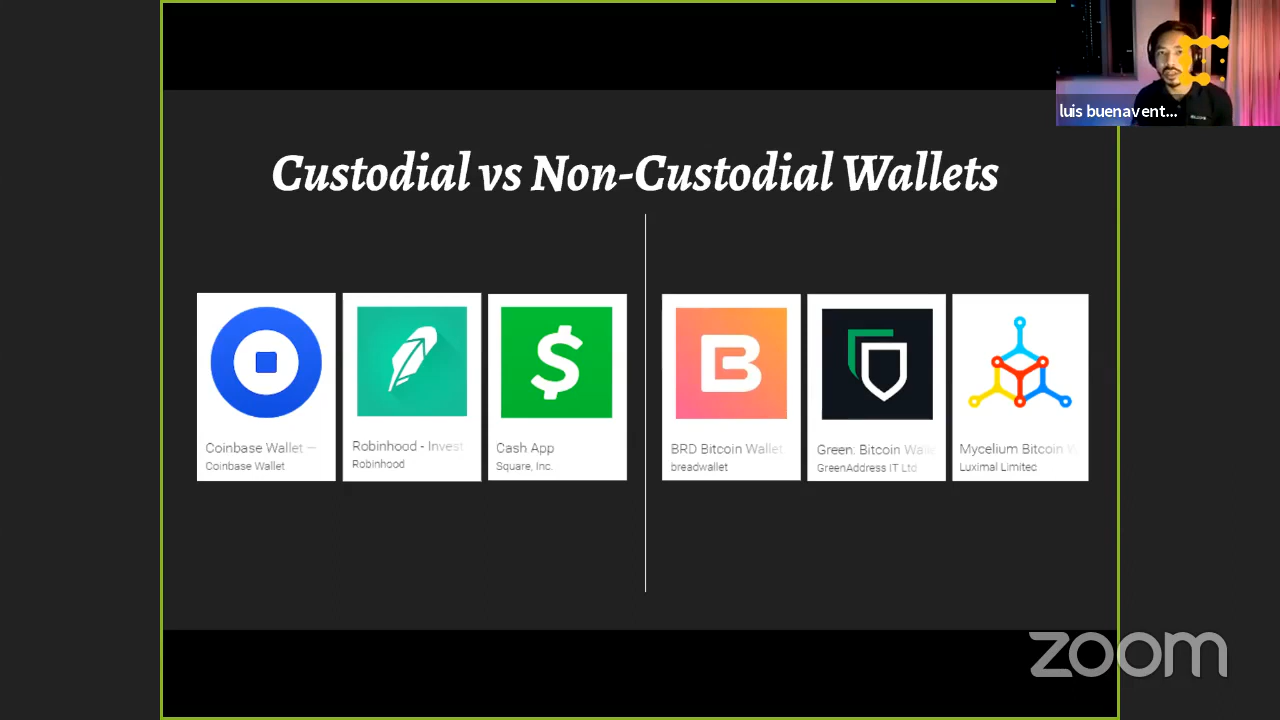 luis buenavent...
Custodial vs Non-Custodial Wallets
Coinbase Wallet —
Coinbase Wallet
Robinhood - Invest
Robinhood
Cash App
Square, Inc.
BRD Bitcoin Wallet
breadwallet
Green: Bitcoin Walle
GreenAddress IT Ltd
Mycelium Bitcoin W
Luximal Limitec
zoom